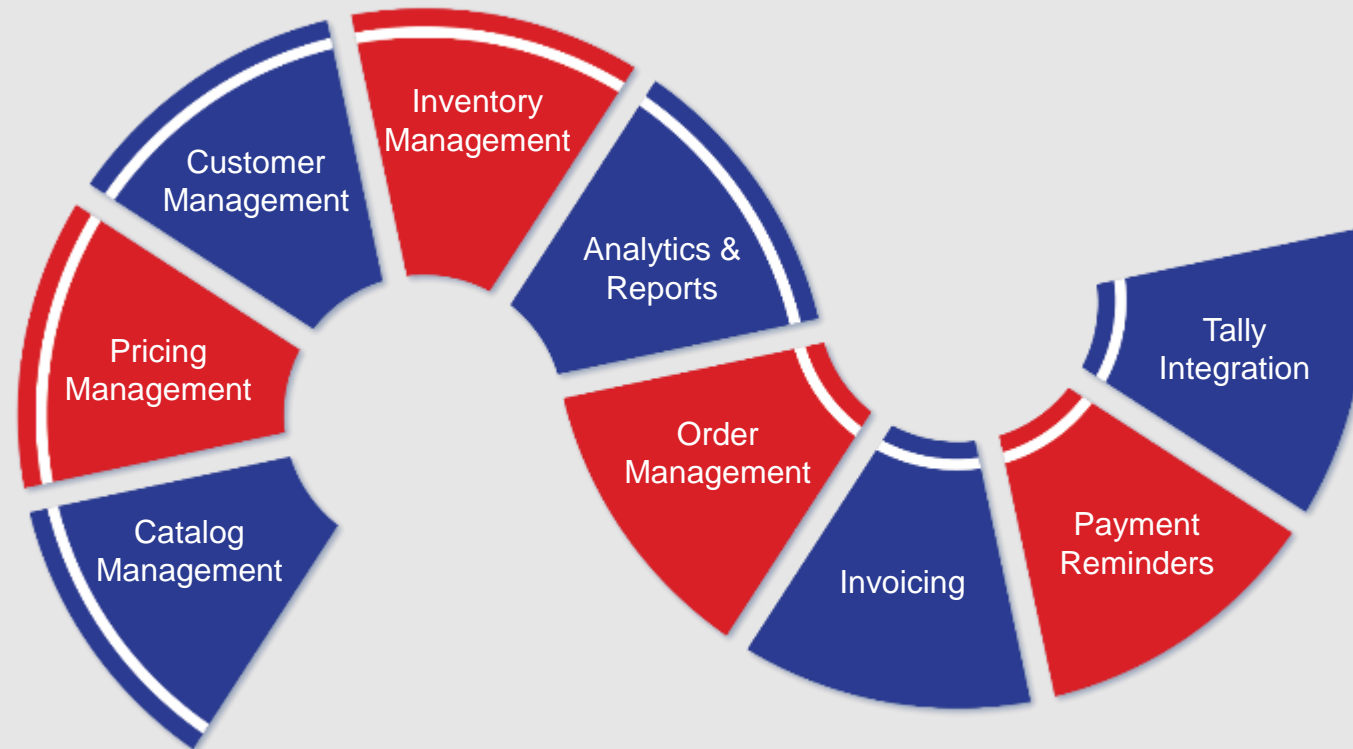 Inventory
Management
Customer
Management
Analytics &
Reports
Pricing
Management
Tally
Integration
Order
Management
Catalog
Management
Payment
Reminders
Invoicing